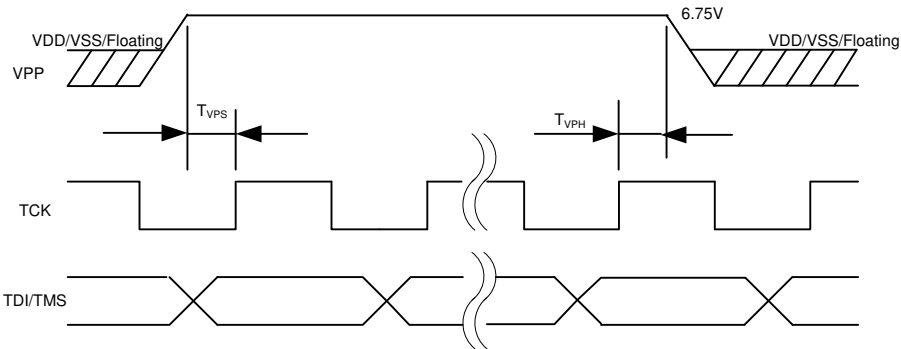 6.75V
VDD/VSS/Floating
VDD/VSS/Floating
VPP
TVPS
TVPH
TCK
TDI/TMS